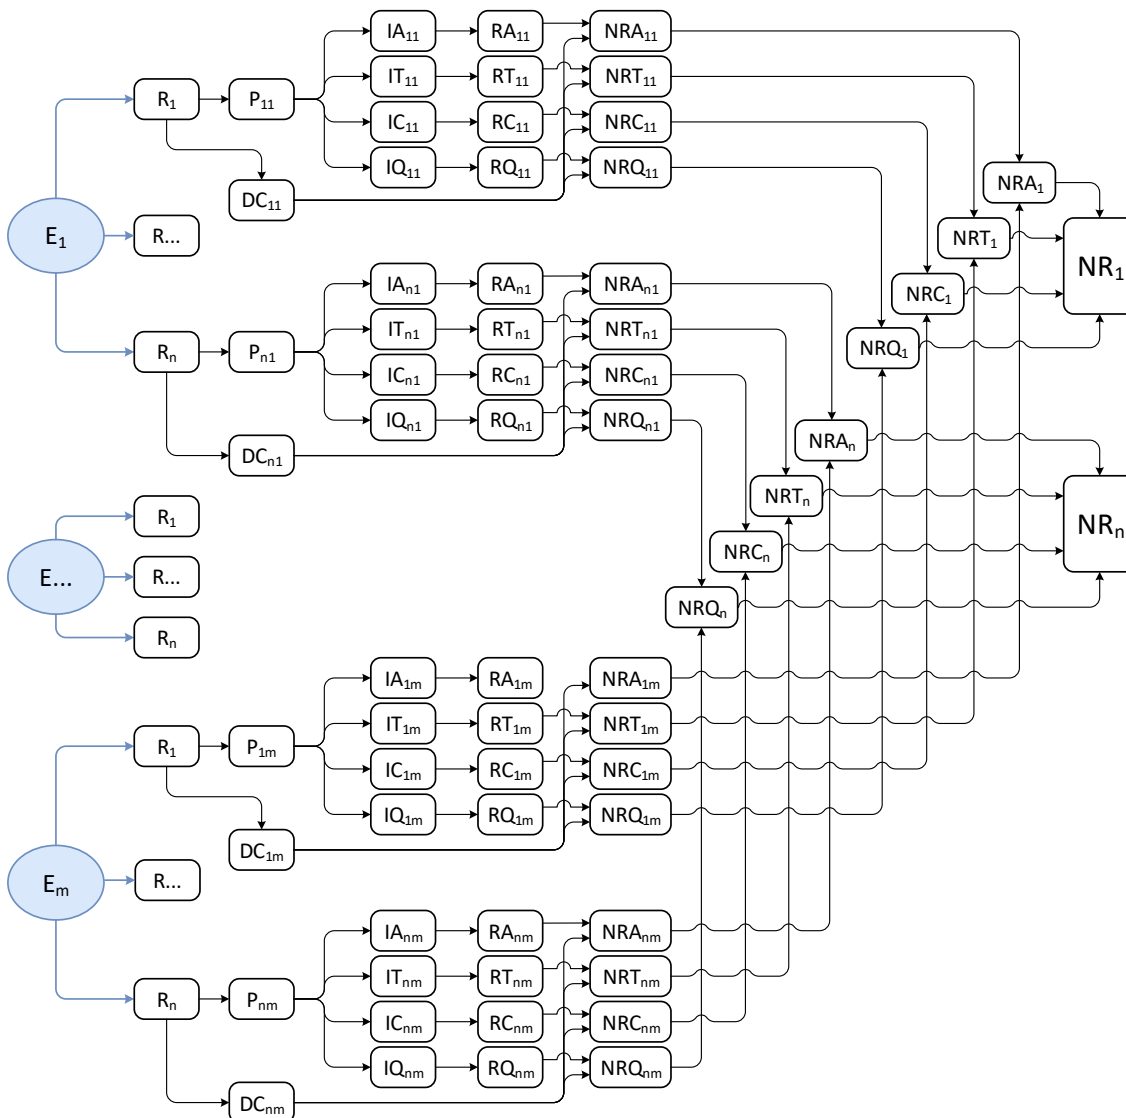 IA11 RA11 NRA11
IT11 RT11 NRT11
R1 P11
IC11 RC11 NRC11
IQ11 RQ11 NRQ11
NRA1
DC11
E1 R... NRT1
NR1
IAn1 RAn1 NRAn1
NRC1
ITn1 RTn1 NRTn1
Rn Pn1 NRQ1
ICn1 RCn1 NRCn1
IQn1 RQn1 NRQn1
NRAn
DCn1
NRTn
R1
NRn
NRCn
E... R...
NRQn
Rn
IA1m RA1m NRA1m
IT1m RT1m NRT1m
R1 P1m
IC1m RC1m NRC1m
IQ1m RQ1m NRQ1m
DC1m
Em R...
IAnm RAnm NRAnm
ITnm RTnm NRTnm
Rn Pnm
ICnm RCnm NRCnm
IQnm RQnm NRQnm
DCnm